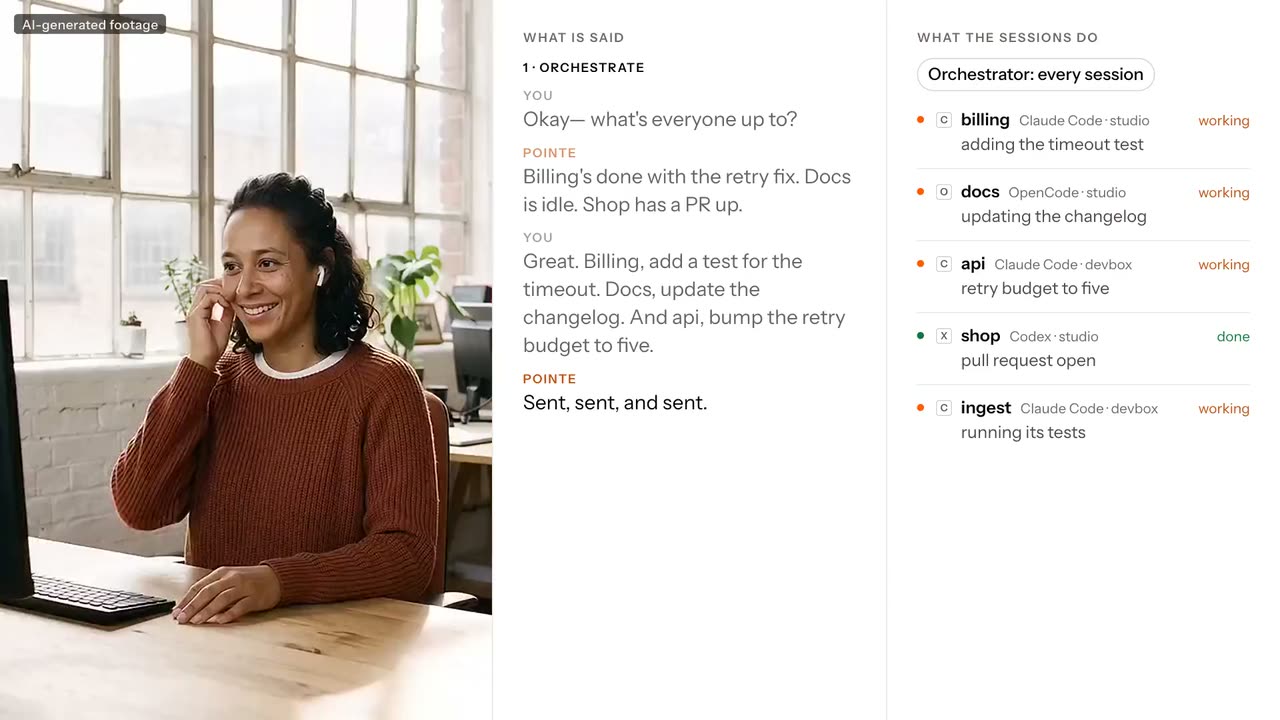 AI-generated footage
WHAT IS SAID
1 · ORCHESTRATE
YOU
Okay— what's everyone up to?
POINTE
Billing's done with the retry fix. Docs
is idle. Shop has a PR up.
YOU
Great. Billing, add a test for the
timeout. Docs, update the
changelog. And api, bump the retry
budget to five.
POINTE
Sent, sent, and sent.
WHAT THE SESSIONS DO
Orchestrator: every session
C billing Claude Code · studio working
adding the timeout test
O docs OpenCode · studio working
updating the changelog
C api Claude Code · devbox working
retry budget to five
X shop Codex · studio done
pull request open
C ingest Claude Code · devbox working
running its tests